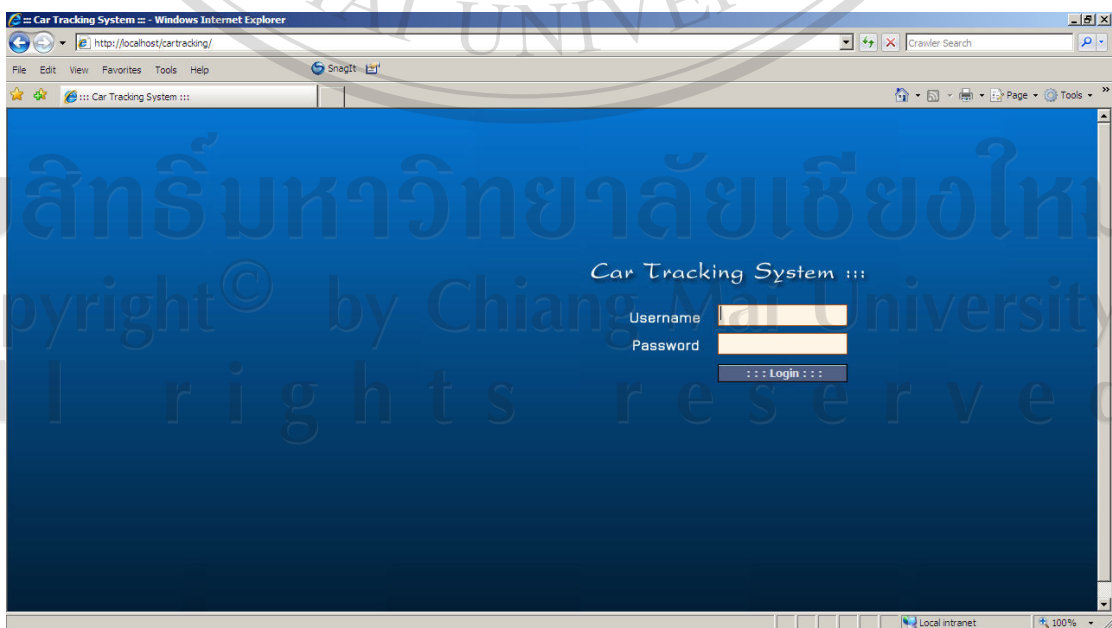 MAI UNIVER
::: Car Tracking System ::: - Windows Internet Explorer
http://localhost/cartracking/
Crawler Search
File Edit View Favorites Tools Help
SnagIt
::: Car Tracking System :::
Page
Tools
»
ลิขสิทธิ์มหาวิทยาลัยเชียงใหม่
Car Tracking System :::
pyright© by Chiang Mai University
Username
Password
::: Login :::
l rights reserved
Local intranet
100%